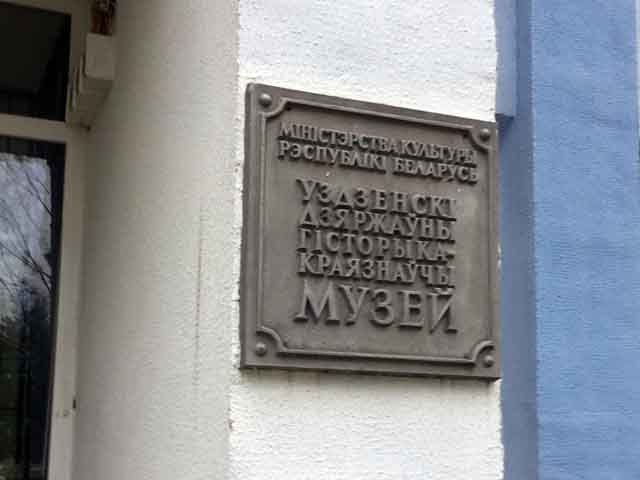 МІНІСТЭРСТВА КУЛЬТУРЫ
РЭСПУБЛІКІ БЕЛАРУСЬ
УЗДЗЕНСКІ
ДЗЯРЖАЎНЫ
ГІСТОРЫКА-
КРАЯЗНАЎЧЫ
МУЗЕЙ